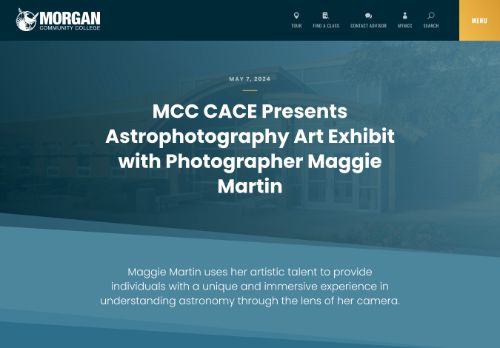 MORGAN
COMMUNITY COLLEGE
TOUR
FIND A CLASS
CONTACT ADVISOR
MYMCC
SEARCH
MENU
MAY 7, 2024
MCC CACE Presents
Astrophotography Art Exhibit
with Photographer Maggie
Martin
Maggie Martin uses her artistic talent to provide
individuals with a unique and immersive experience in
understanding astronomy through the lens of her camera.